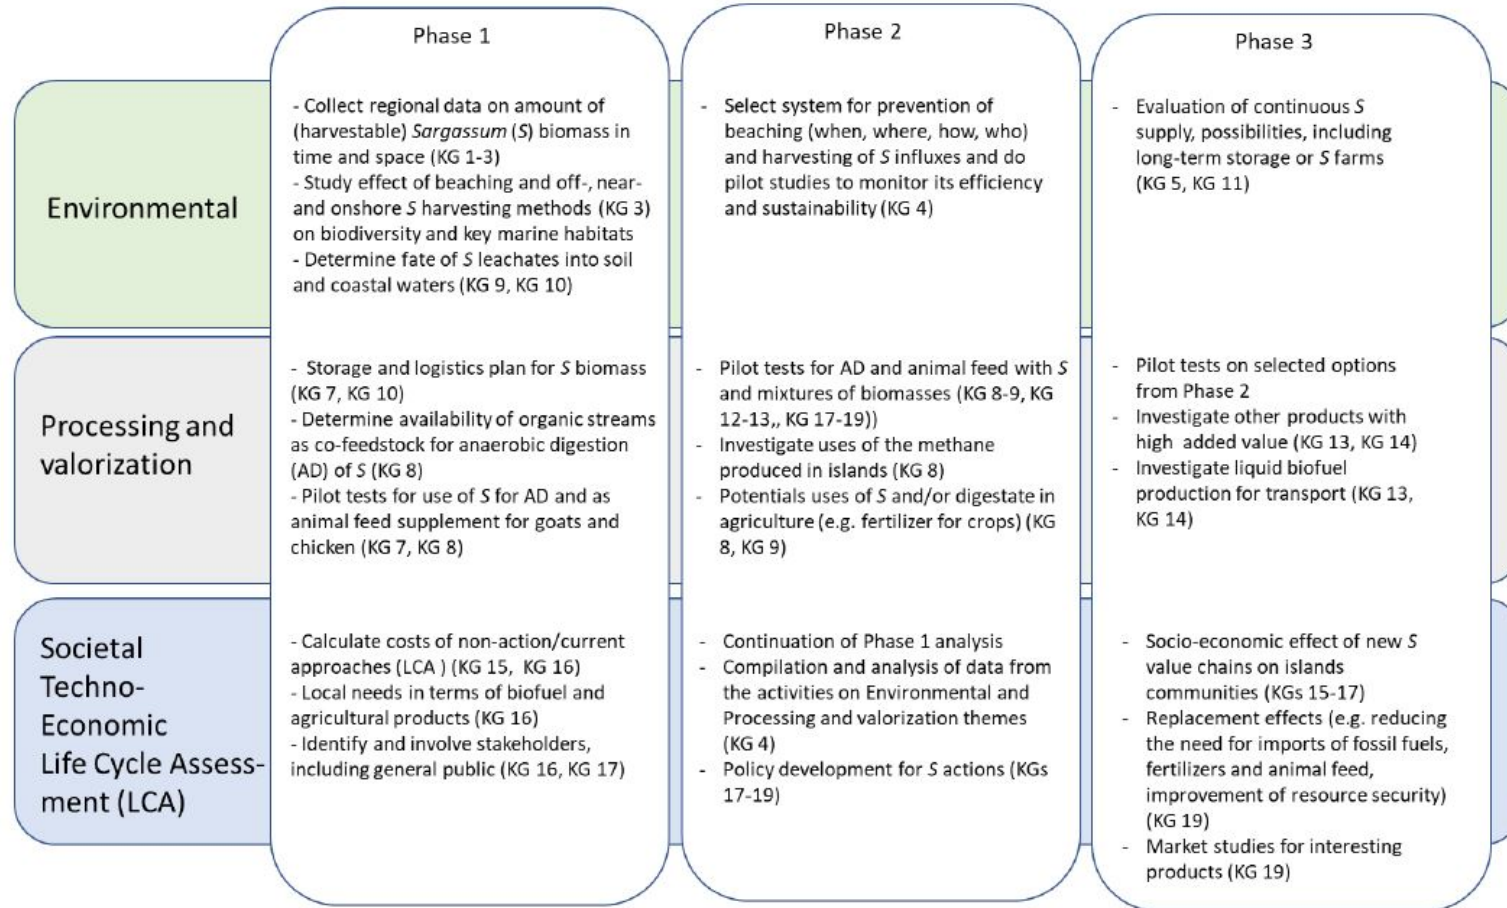 Phase 1
Phase 2
Phase 3
Environmental
- Collect regional data on amount of
(harvestable) Sargassum (S) biomass in
time and space (KG 1-3)
- Study effect of beaching and off-, near-
and onshore S harvesting methods (KG 3)
on biodiversity and key marine habitats
- Determine fate of S leachates into soil
and coastal waters (KG 9, KG 10)
- Select system for prevention of
beaching (when, where, how, who)
and harvesting of S influxes and do
pilot studies to monitor its efficiency
and sustainability (KG 4)
- Evaluation of continuous S
supply, possibilities, including
long-term storage or S farms
(KG 5, KG 11)
Processing and
valorization
- Storage and logistics plan for S biomass
(KG 7, KG 10)
- Determine availability of organic streams
as co-feedstock for anaerobic digestion
(AD) of S (KG 8)
- Pilot tests for use of S for AD and as
animal feed supplement for goats and
chicken (KG 7, KG 8)
- Pilot tests for AD and animal feed with S
and mixtures of biomasses (KG 8-9, KG
12-13,, KG 17-19))
- Investigate uses of the methane
produced in islands (KG 8)
- Potentials uses of S and/or digestate in
agriculture (e.g. fertilizer for crops) (KG
8, KG 9)
- Pilot tests on selected options
from Phase 2
- Investigate other products with
high added value (KG 13, KG 14)
- Investigate liquid biofuel
production for transport (KG 13,
KG 14)
Societal
Techno-
Economic
Life Cycle Assess-
ment (LCA)
- Calculate costs of non-action/current
approaches (LCA ) (KG 15, KG 16)
- Local needs in terms of biofuel and
agricultural products (KG 16)
- Identify and involve stakeholders,
including general public (KG 16, KG 17)
- Continuation of Phase 1 analysis
- Compilation and analysis of data from
the activities on Environmental and
Processing and valorization themes
(KG 4)
- Policy development for S actions (KGs
17-19)
- Socio-economic effect of new S
value chains on islands
communities (KGs 15-17)
- Replacement effects (e.g. reducing
the need for imports of fossil fuels,
fertilizers and animal feed,
improvement of resource security)
(KG 19)
- Market studies for interesting
products (KG 19)